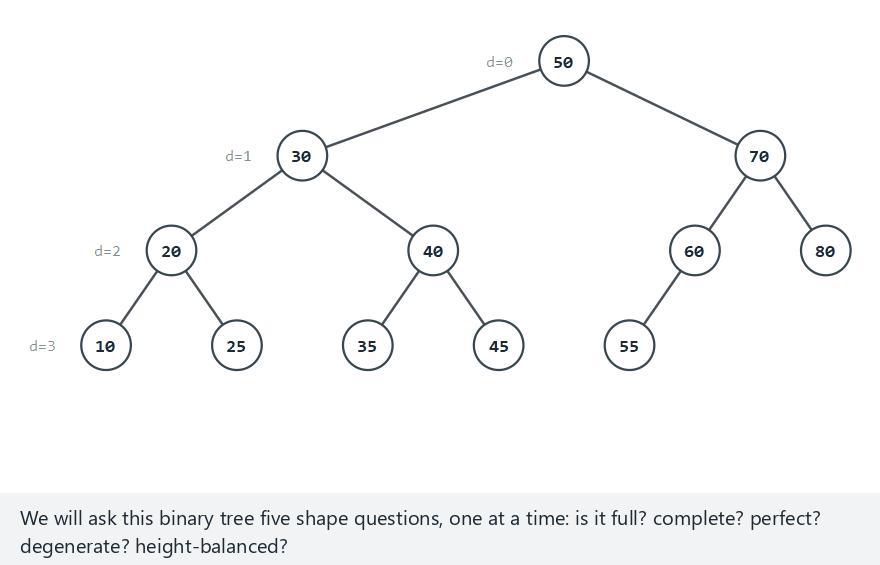 d=0 50
d=1 30 70
d=2 20 40 60 80
d=3 10 25 35 45 55
We will ask this binary tree five shape questions, one at a time: is it full? complete? perfect?
degenerate? height-balanced?